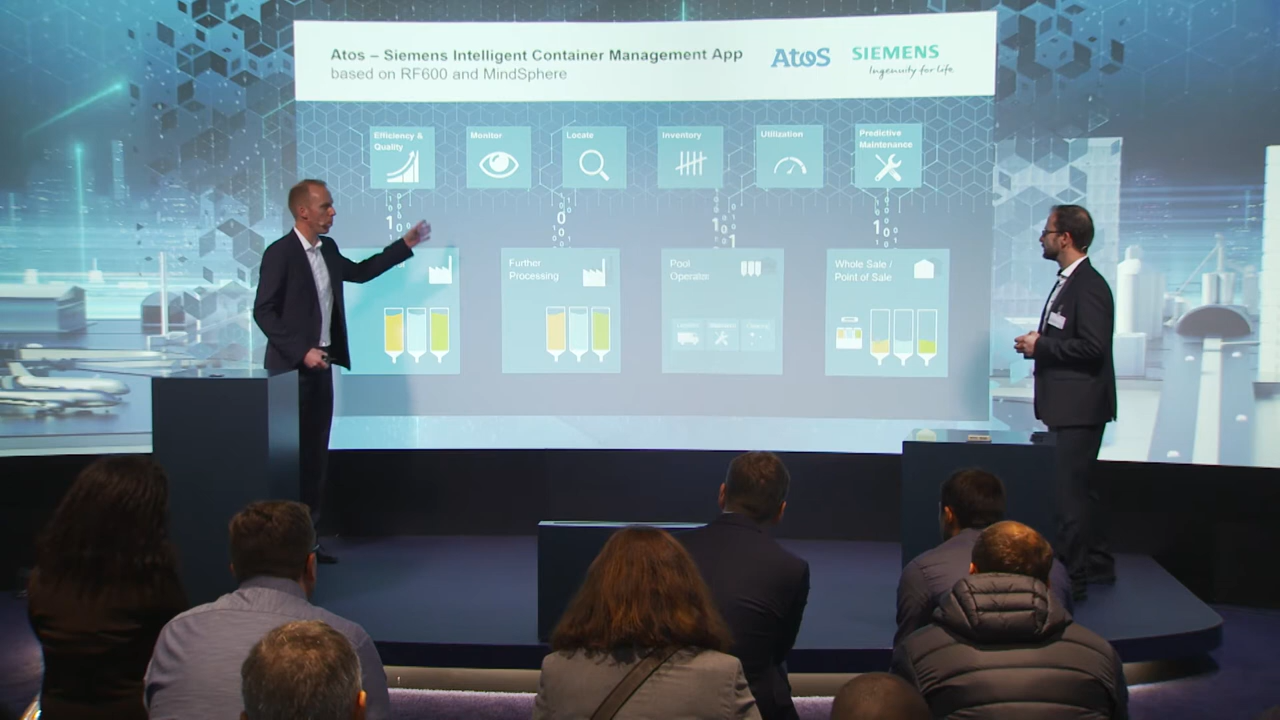 Atos – Siemens Intelligent Container Management App
based on RF600 and MindSphere
Atos
SIEMENS
Ingenuity for life
Efficiency &
Quality
Monitor
Locate
Inventory
Utilization
Predictive
Maintenance
Further
Processing
Pool
Operator
Whole Sale /
Point of Sale